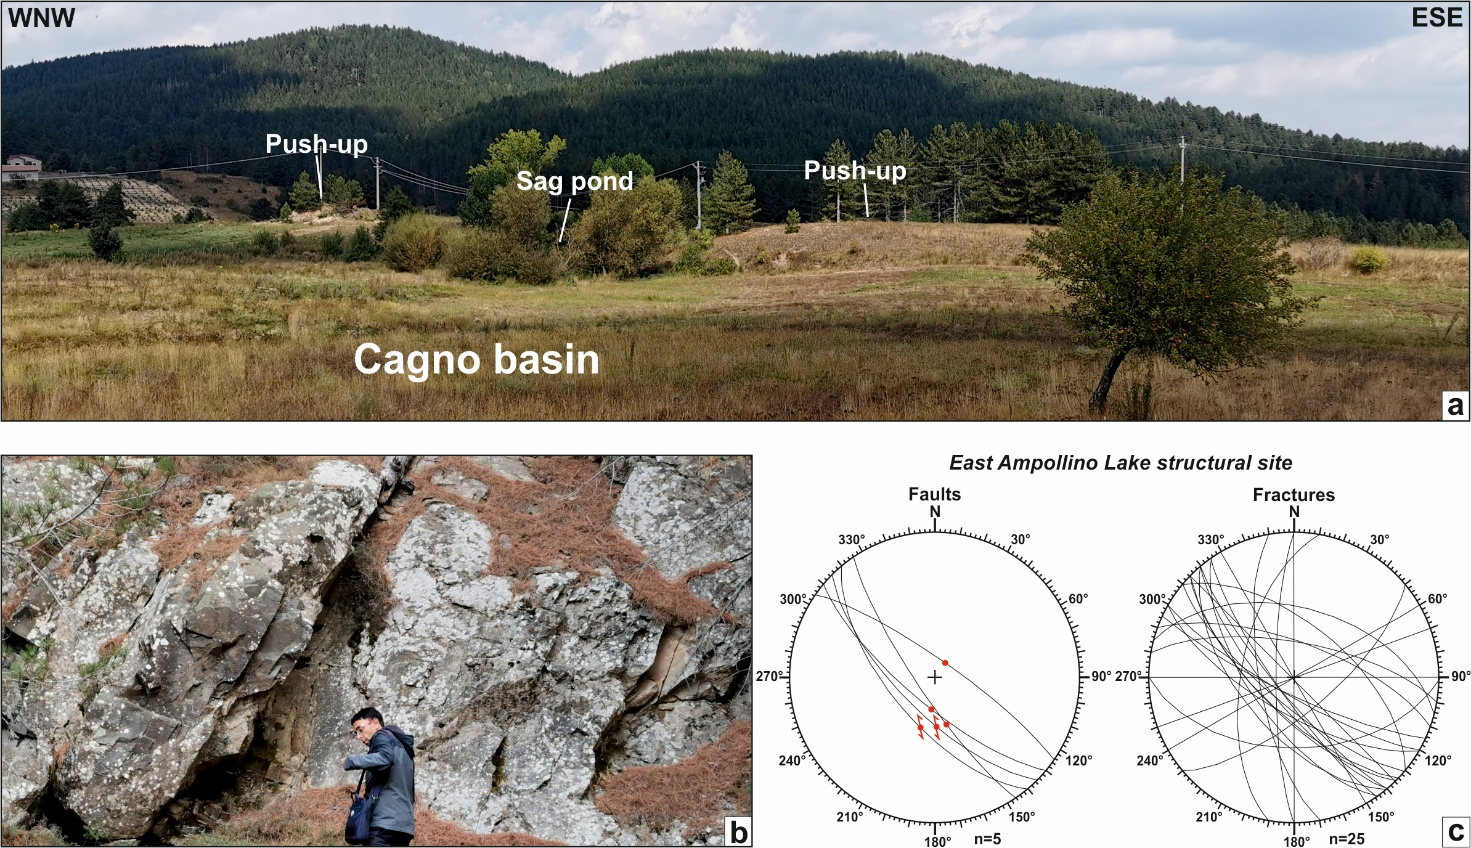 WNW
ESE
Push-up
Sag pond
Push-up
Cagno basin
a
b
East Ampollino Lake structural site
Faults
N
330°
30°
300°
60°
270°
90°
240°
120°
210°
150°
180°
n=5
Fractures
N
330°
30°
300°
60°
270°
90°
240°
120°
210°
150°
180°
n=25
c